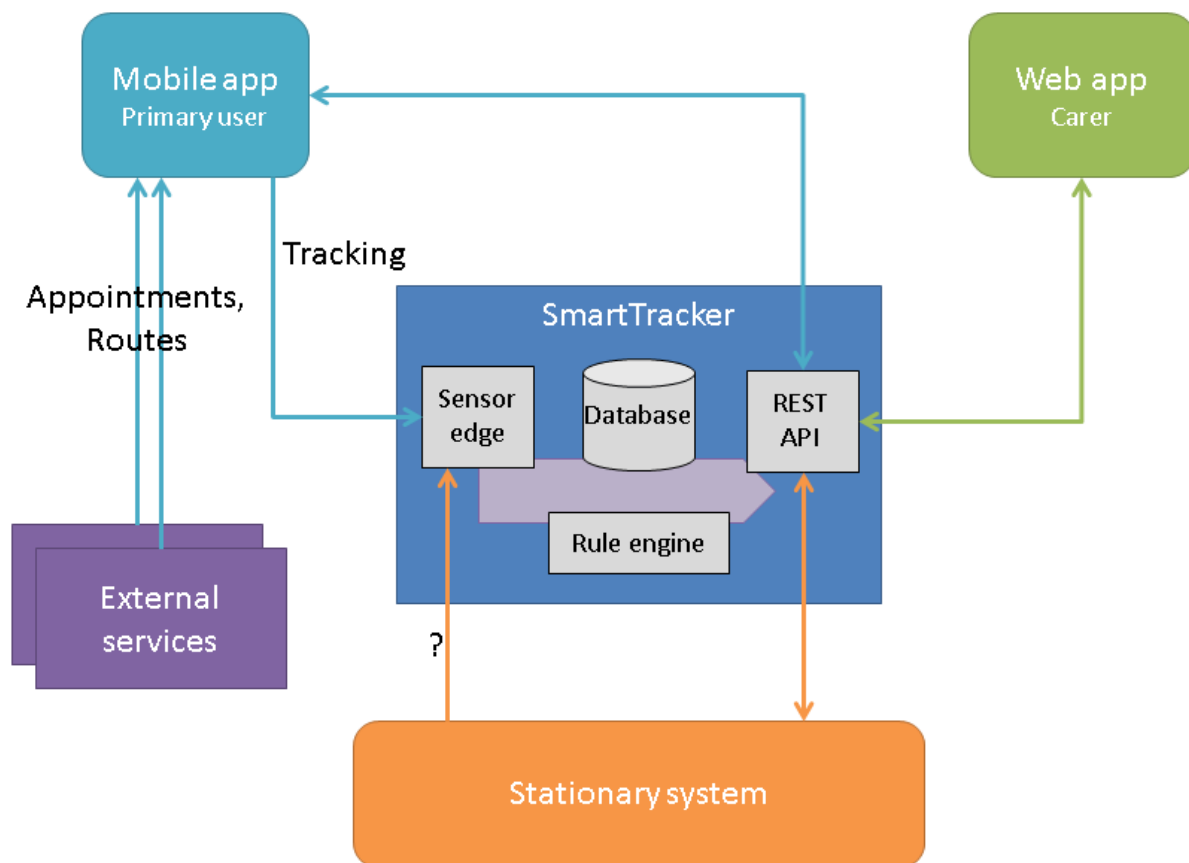 Mobile app
Primary user
Web app
Carer
Tracking
Appointments,
Routes
SmartTracker
Sensor
edge
Database
REST
API
Rule engine
External
services
?
Stationary system